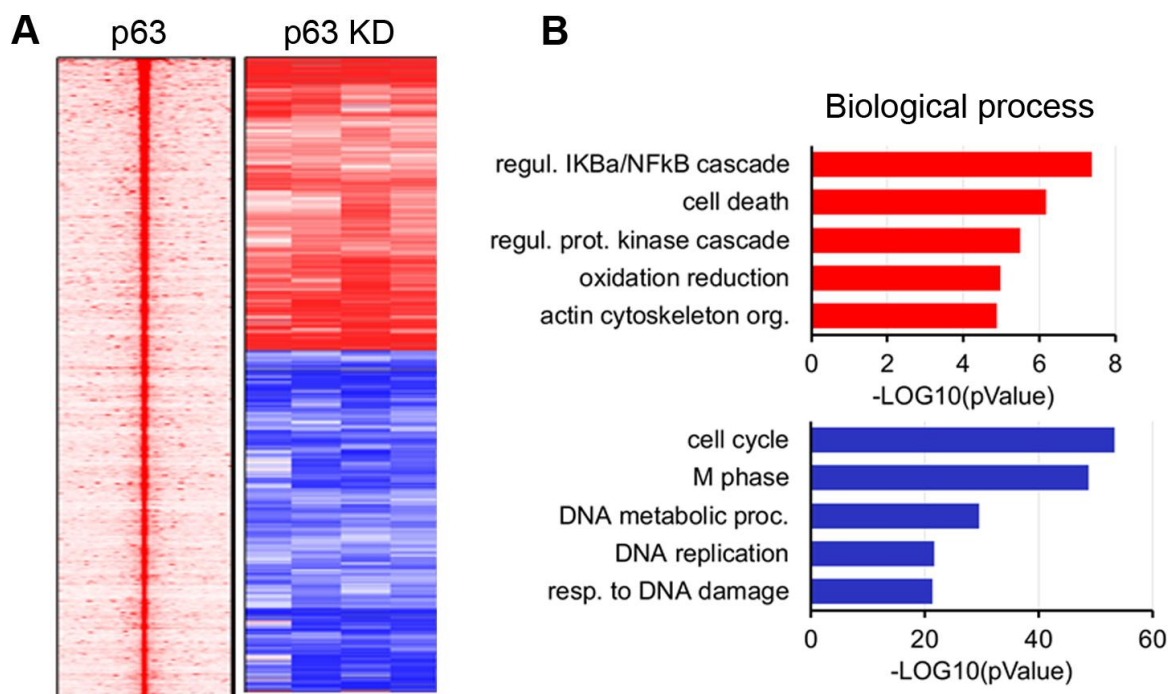 A
p63
p63 KD
B
Biological process
regul. IKBa/NFkB cascade
cell death
regul. prot. kinase cascade
oxidation reduction
actin cytoskeleton org.
0 2 4 6 8
-LOG10(pValue)
cell cycle
M phase
DNA metabolic proc.
DNA replication
resp. to DNA damage
0 20 40 60
-LOG10(pValue)